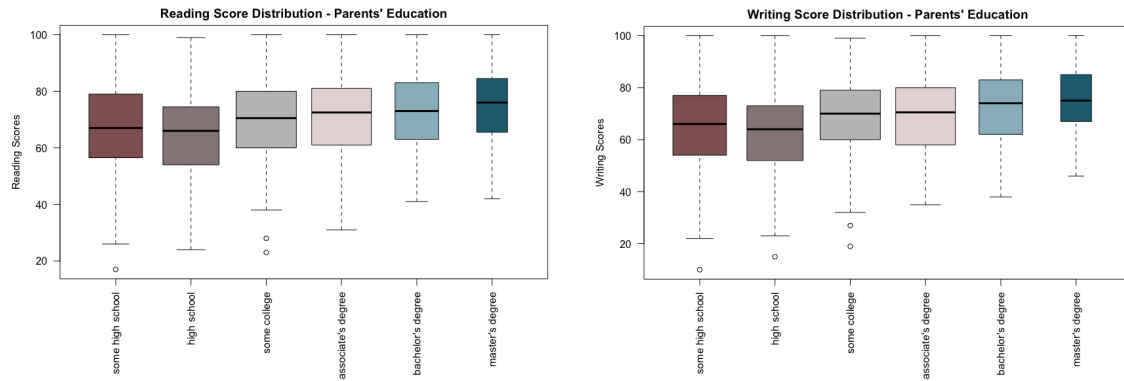 Reading Score Distribution - Parents' Education
Reading Scores
100
80
60
40
20
some high school
high school
some college
associate's degree
bachelor's degree
master's degree
Writing Score Distribution - Parents' Education
Writing Scores
100
80
60
40
20
some high school
high school
some college
associate's degree
bachelor's degree
master's degree